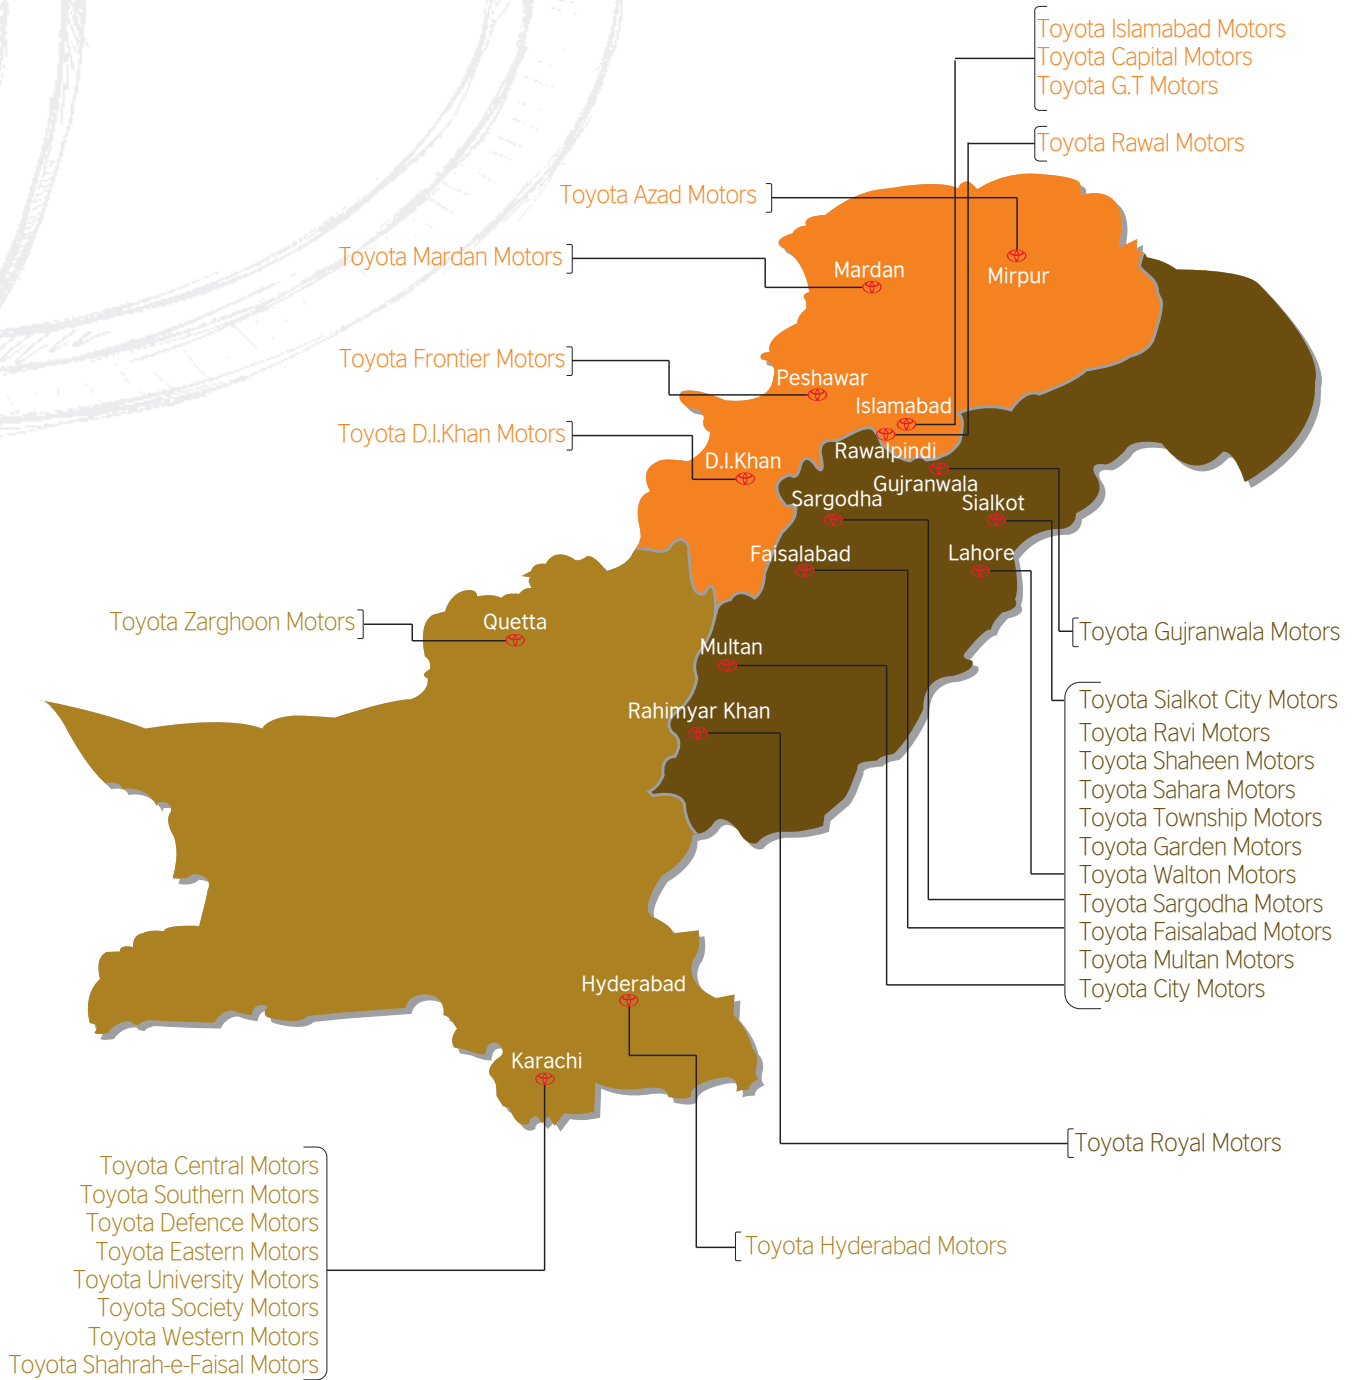 Toyota Islamabad Motors
Toyota Capital Motors
Toyota G.T Motors
Toyota Rawal Motors
Toyota Azad Motors
Toyota Mardan Motors
Mardan
Mirpur
Toyota Frontier Motors
Peshawar
Islamabad
Toyota D.I.Khan Motors
Rawalpindi
D.I.Khan
Gujranwala
Sargodha
Sialkot
Faisalabad
Lahore
Toyota Zarghoon Motors
Quetta
Toyota Gujranwala Motors
Multan
Rahimyar Khan
Toyota Sialkot City Motors
Toyota Ravi Motors
Toyota Shaheen Motors
Toyota Sahara Motors
Toyota Township Motors
Toyota Garden Motors
Toyota Walton Motors
Toyota Sargodha Motors
Toyota Faisalabad Motors
Toyota Multan Motors
Toyota City Motors
Hyderabad
Karachi
Toyota Royal Motors
Toyota Central Motors
Toyota Southern Motors
Toyota Defence Motors
Toyota Eastern Motors
Toyota University Motors
Toyota Society Motors
Toyota Western Motors
Toyota Shahrah-e-Faisal Motors
Toyota Hyderabad Motors